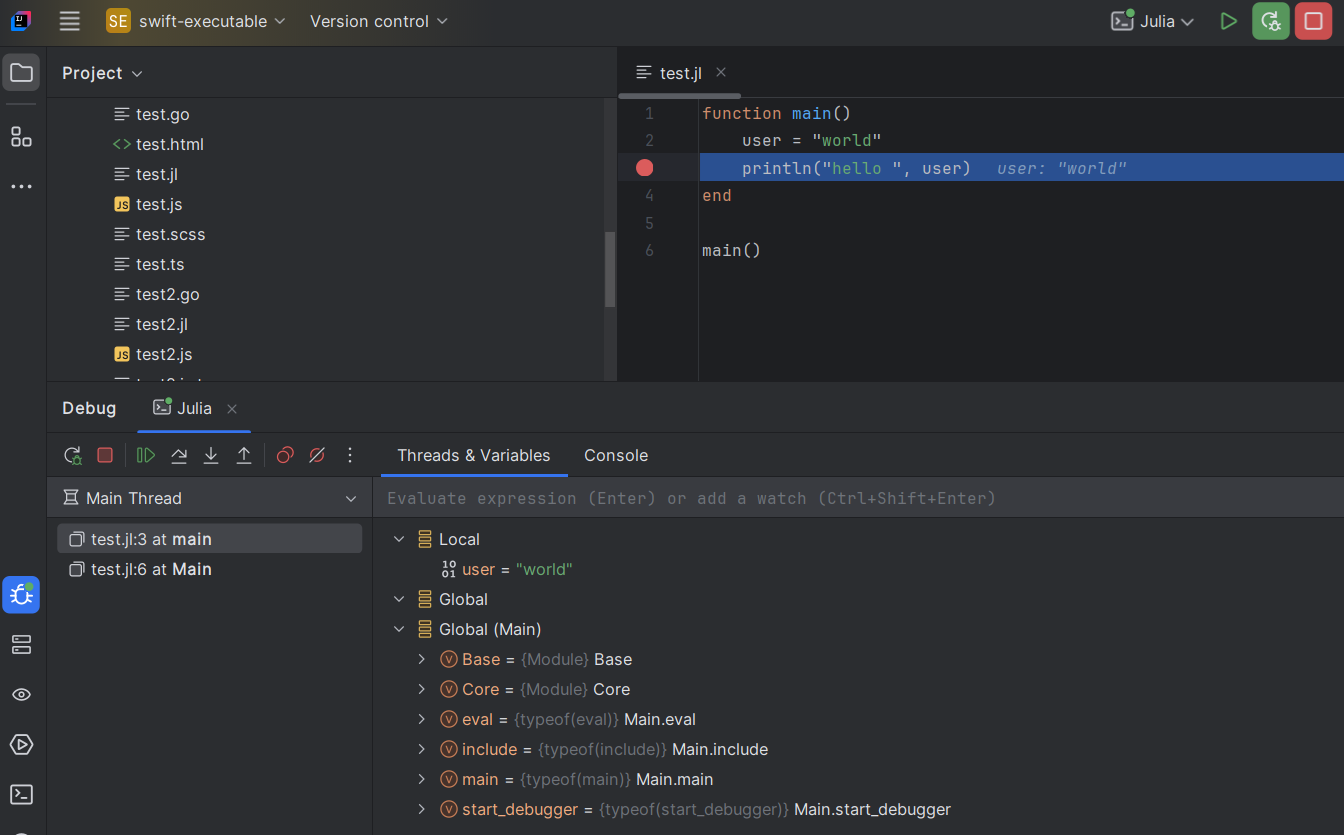 SE swift-executable Version control Julia
Project
test.go
<> test.html
test.jl
JS test.js
test.scss
test.ts
test2.go
test2.jl
JS test2.js
test.jl
1 function main()
2 user = "world"
println("hello ", user) user: "world"
4 end
5
6 main()
Debug Julia
Threads & Variables Console
Main Thread
Evaluate expression (Enter) or add a watch (Ctrl+Shift+Enter)
test.jl:3 at main
test.jl:6 at Main
Local
user = "world"
Global
Global (Main)
Base = {Module} Base
Core = {Module} Core
eval = {typeof(eval)} Main.eval
include = {typeof(include)} Main.include
main = {typeof(main)} Main.main
start_debugger = {typeof(start_debugger)} Main.start_debugger